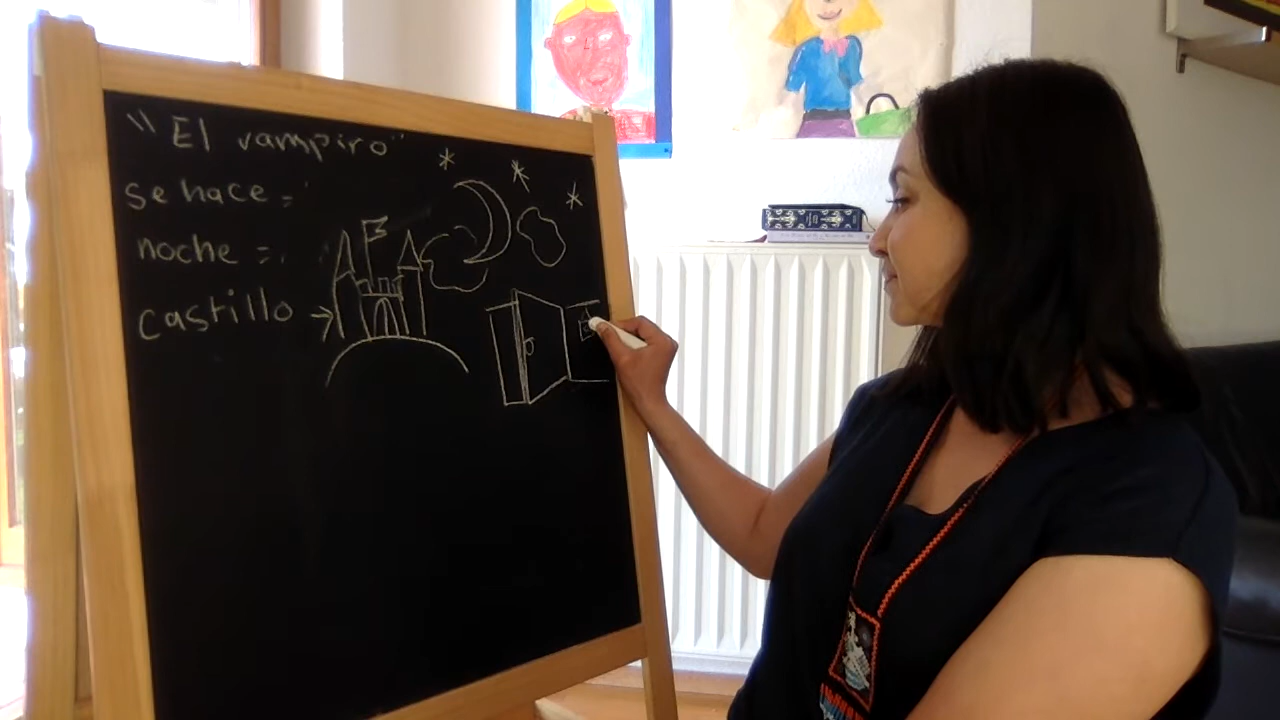 "El vampiro"
se hace =
noche =
castillo →